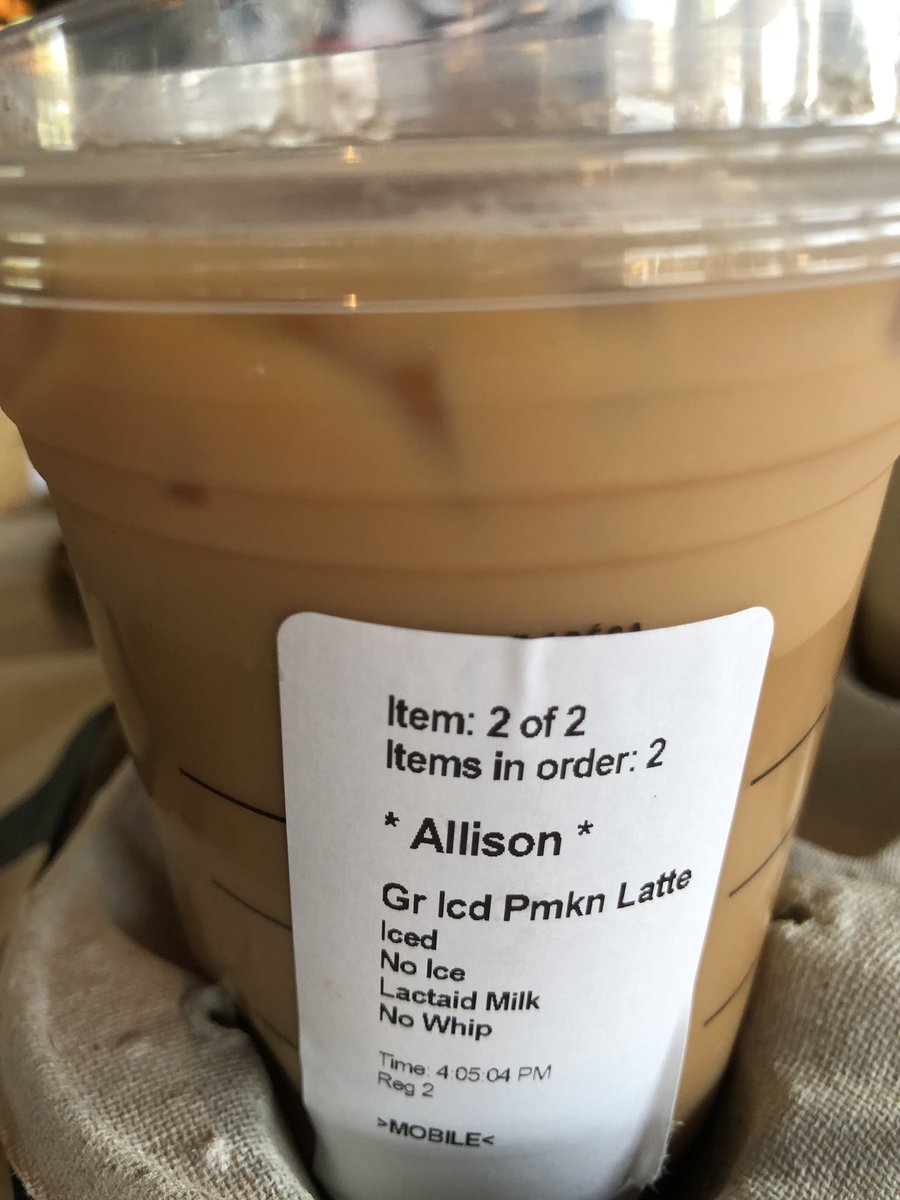 Item: 2 of 2
Items in order: 2
* Allison *
Gr Icd Pmkn Latte
Iced
No Ice
Lactaid Milk
No Whip
Time: 4:05:04 PM
Reg 2
>MOBILE<